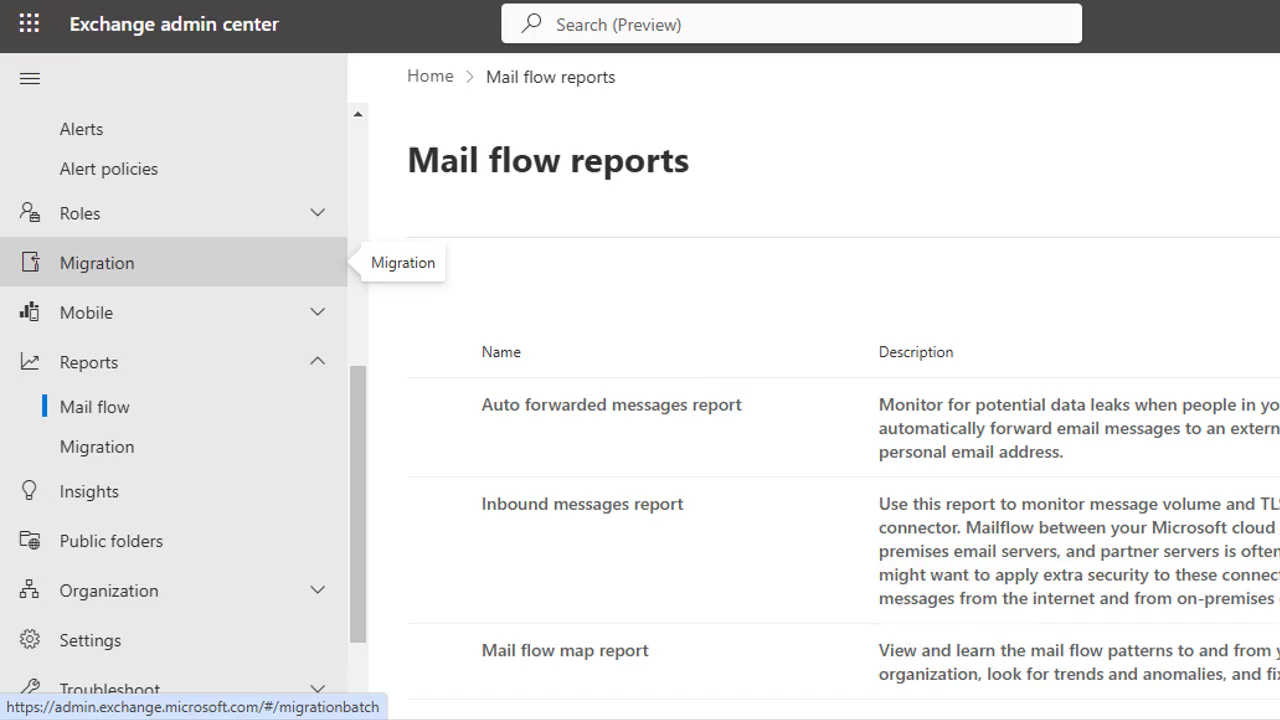 Exchange admin center
Search (Preview)
Home > Mail flow reports
Alerts
Alert policies
Roles
Migration
Migration
Mobile
Reports
Mail flow
Migration
Insights
Public folders
Organization
Settings
Troubleshoot
https://admin.exchange.microsoft.com/#/migrationbatch
Mail flow reports
Name Description
Auto forwarded messages report
Monitor for potential data leaks when people in yo
automatically forward email messages to an extern
personal email address.
Inbound messages report
Use this report to monitor message volume and TLS
connector. Mailflow between your Microsoft cloud
premises email servers, and partner servers is ofte
might want to apply extra security to these connect
messages from the internet and from on-premises
Mail flow map report
View and learn the mail flow patterns to and from y
organization, look for trends and anomalies, and fix